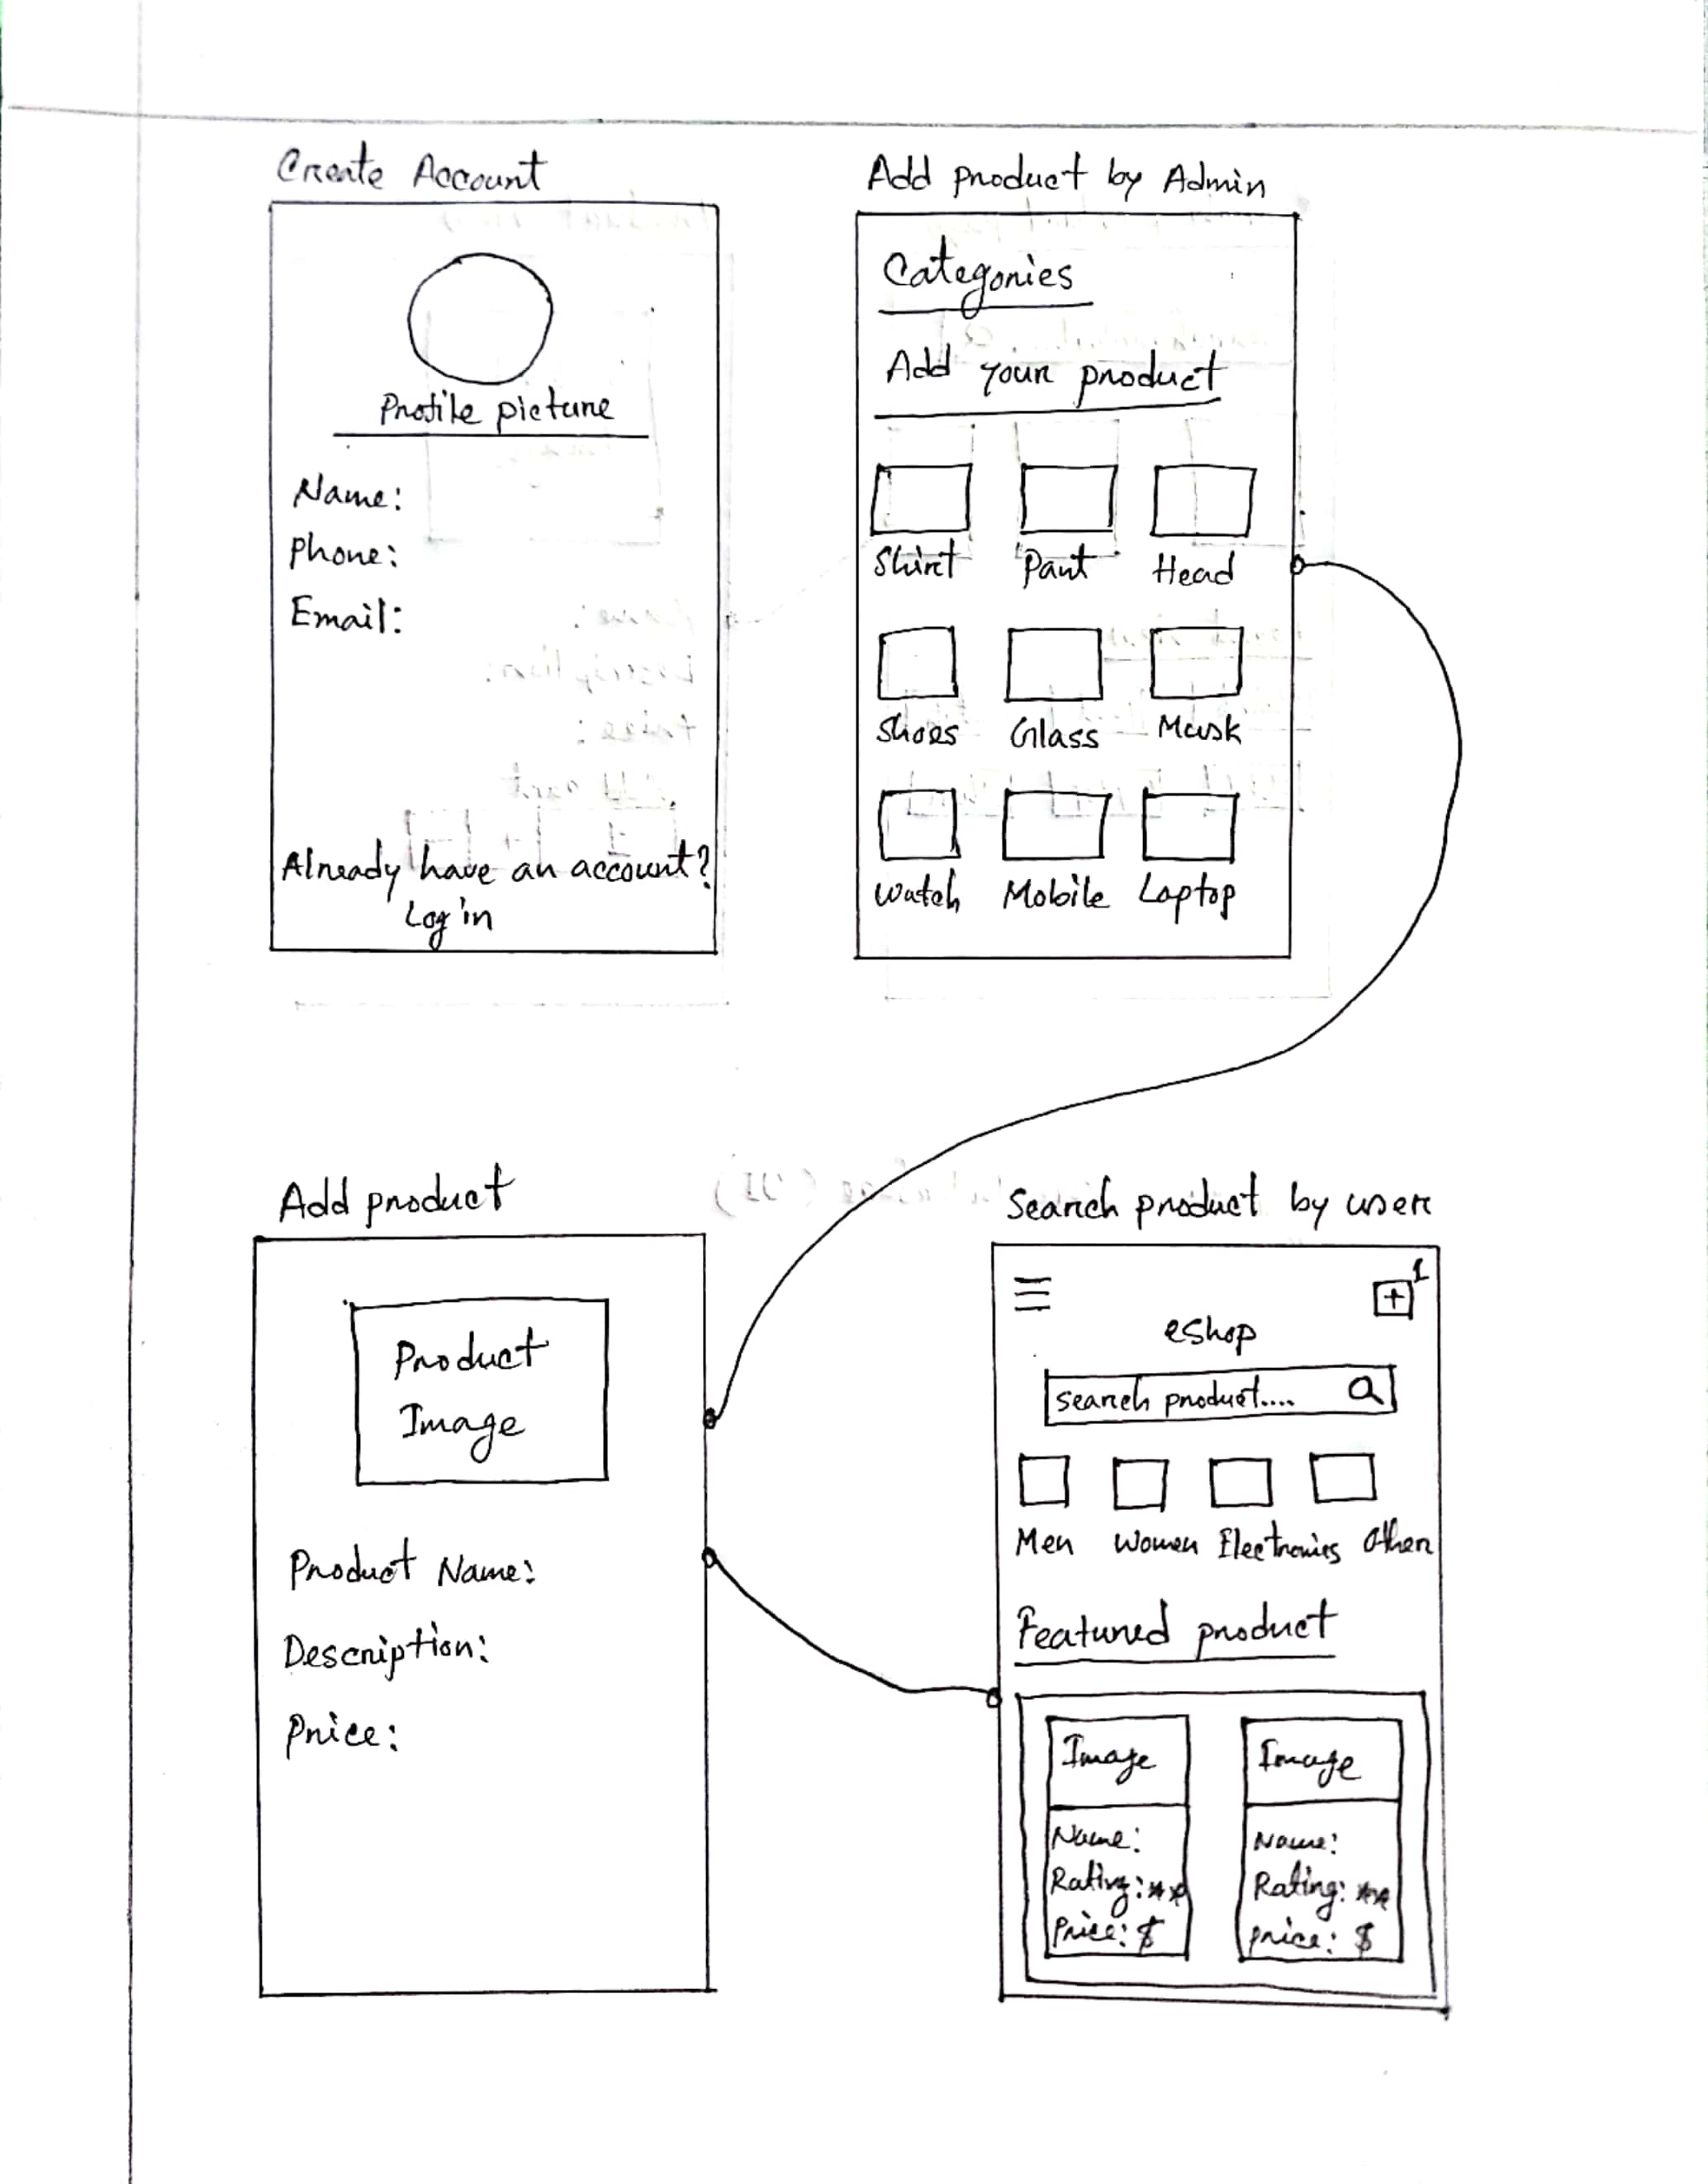 Create Account
Profile picture
Name:
Phone:
Email:
Already have an account?
Log in
Add product by Admin
Categories
Add your product
Shirt Pant Head
Shoes Glass Mask
Watch Mobile Laptop
Add product
Product
Image
Product Name:
Description:
Price:
Search product by user
1
+
eshop
search product....
Men Women Electronics Other
Featured product
Image
Name:
Rating: **
Price: $
Image
Name:
Rating: **
price: $